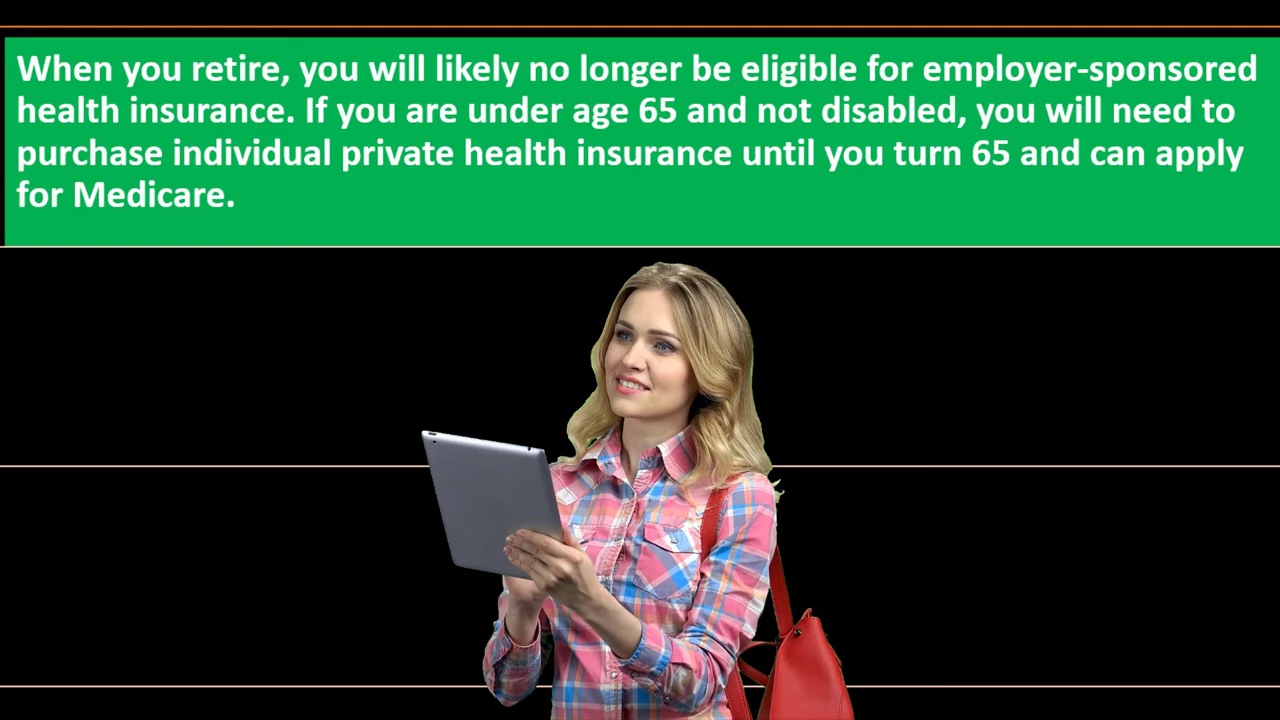 When you retire, you will likely no longer be eligible for employer-sponsored
health insurance. If you are under age 65 and not disabled, you will need to
purchase individual private health insurance until you turn 65 and can apply
for Medicare.